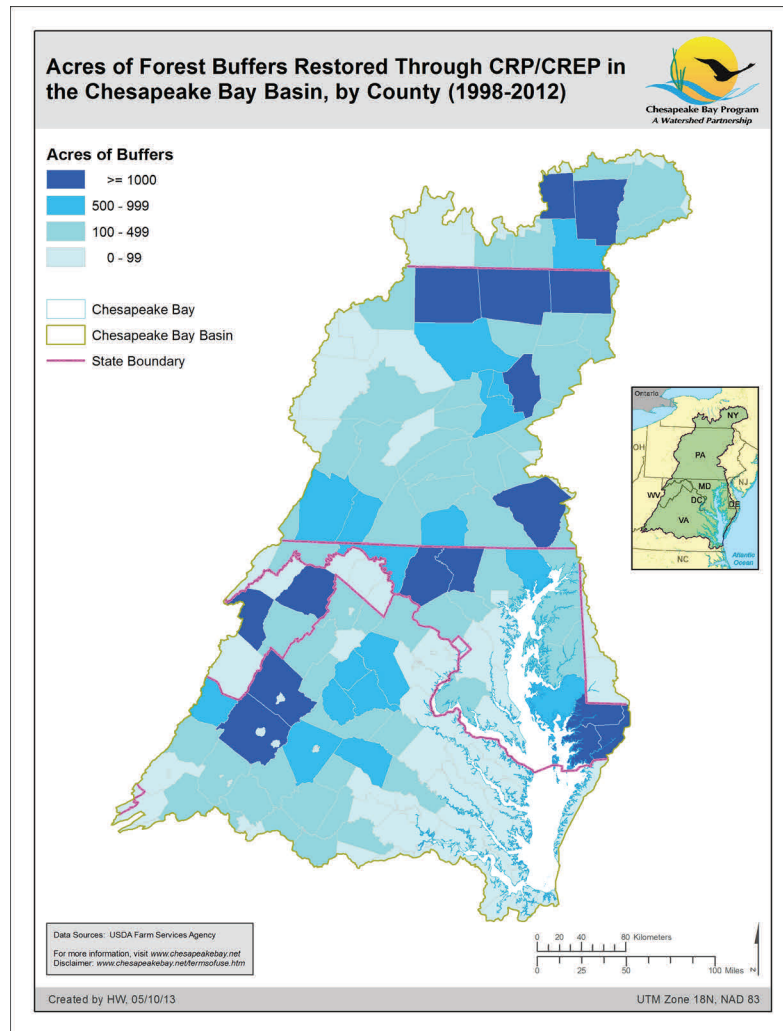 Acres of Forest Buffers Restored Through CRP/CREP in
the Chesapeake Bay Basin, by County (1998-2012)
Chesapeake Bay Program
A Watershed Partnership
Acres of Buffers
>= 1000
500 - 999
100 - 499
0 - 99
Chesapeake Bay
Chesapeake Bay Basin
State Boundary
Ontario
NY
OH
PA
NJ
MD
WV
DC
DE
VA
Atlantic
Ocean
NC
Data Sources: USDA Farm Services Agency
For more information, visit www.chesapeakebay.net
Disclaimer: www.chesapeakebay.net/termsofuse.htm
0 20 40 80 Kilometers
0 25 50 100 Miles
N
Created by HW, 05/10/13
UTM Zone 18N, NAD 83